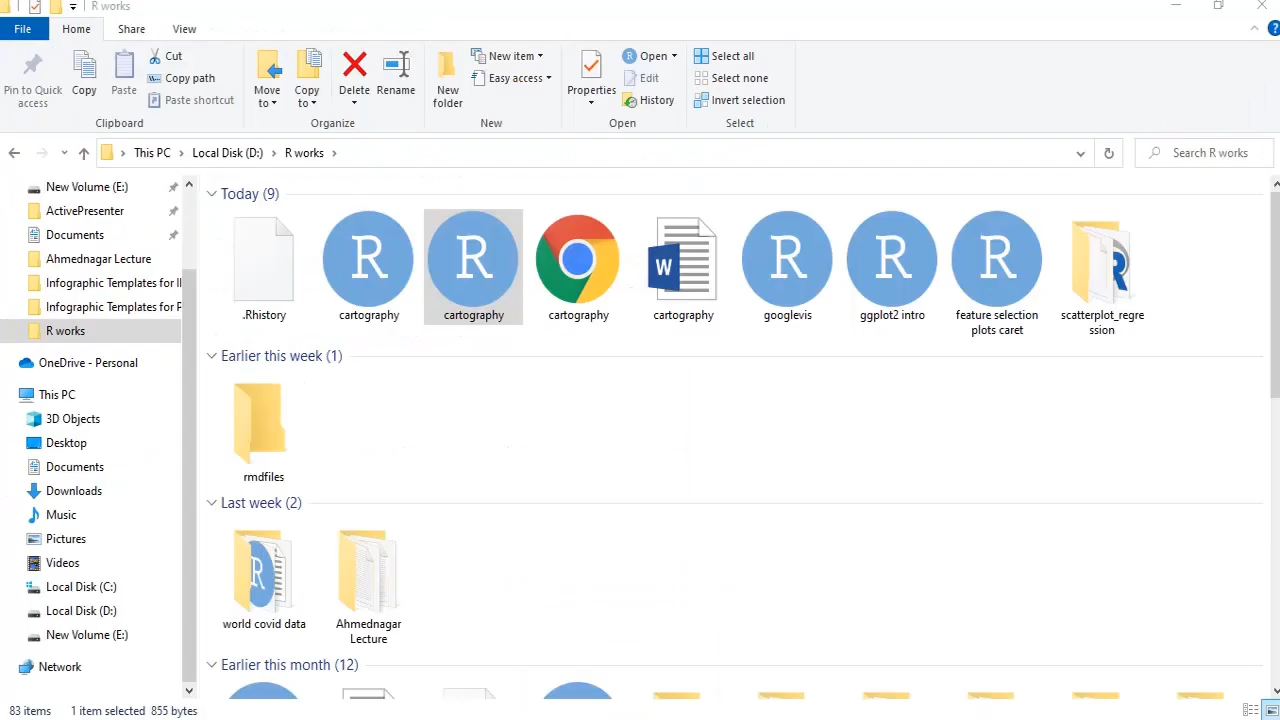 R works
File Home Share View
Pin to Quick access
Copy
Paste
Cut
Copy path
Paste shortcut
Clipboard
Move to
Copy to
Delete
Rename
Organize
New folder
New item
Easy access
New
Properties
Open
Edit
History
Open
Select all
Select none
Invert selection
Select
This PC > Local Disk (D:) > R works >
Search R works
New Volume (E:)
ActivePresenter
Documents
Ahmednagar Lecture
Infographic Templates for
Infographic Templates for
R works
OneDrive - Personal
This PC
3D Objects
Desktop
Documents
Downloads
Music
Pictures
Videos
Local Disk (C:)
Local Disk (D:)
New Volume (E:)
Network
Today (9)
R R W R R R R
.Rhistory
cartography
cartography
cartography
cartography
googlevis
ggplot2 intro
feature selection
plots caret
scatterplot_regre
ssion
Earlier this week (1)
rmdfiles
Last week (2)
R
world covid data
Ahmednagar
Lecture
Earlier this month (12)
83 items 1 item selected 855 bytes